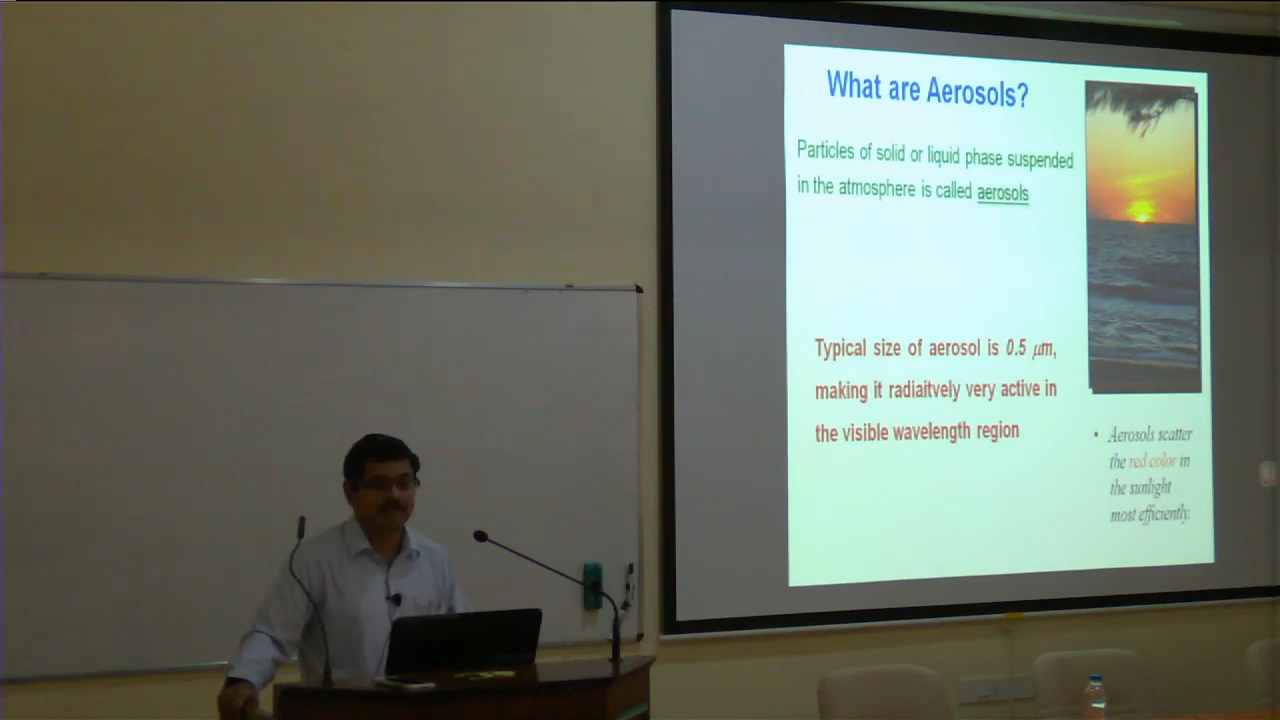 What are Aerosols?
Particles of solid or liquid phase suspended
in the atmosphere is called aerosols
Typical size of aerosol is 0.5 μm,
making it radiaitvely very active in
the visible wavelength region
• Aerosols scatter
the red color in
the sunlight
most efficiently.